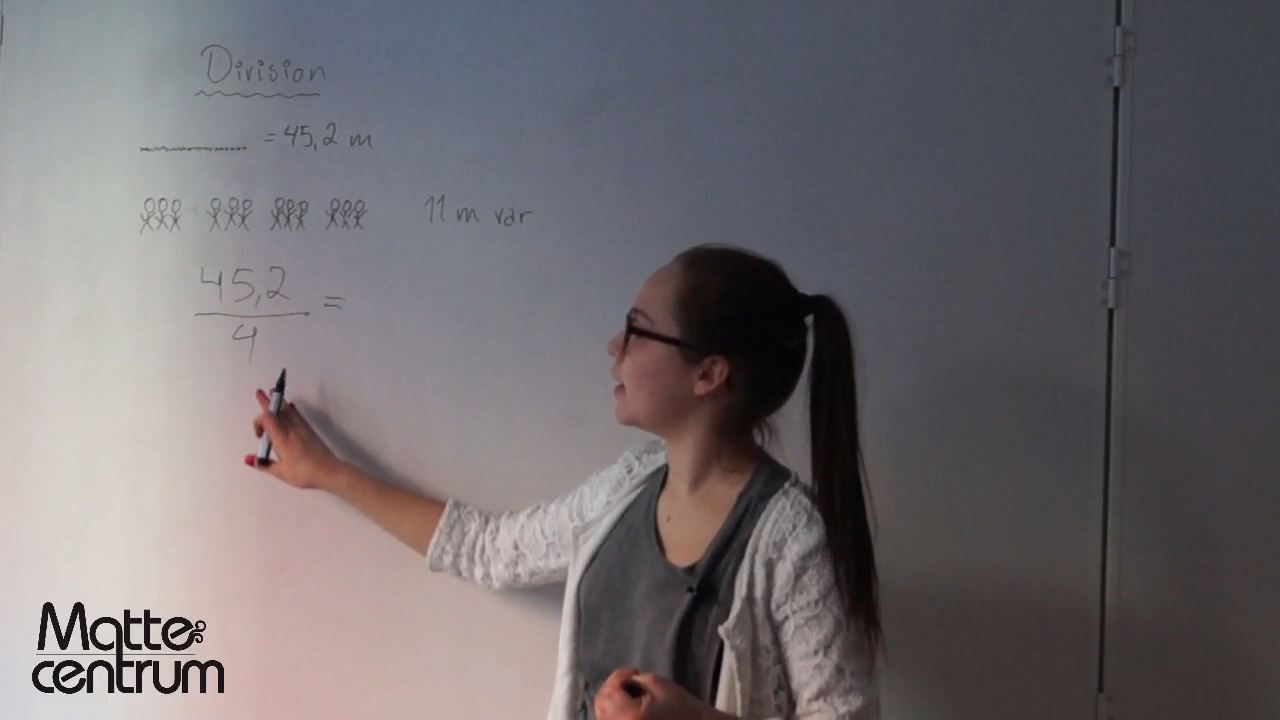 Division
= 45,2 m
11 m var
45,2
4
=
Matte
centrum